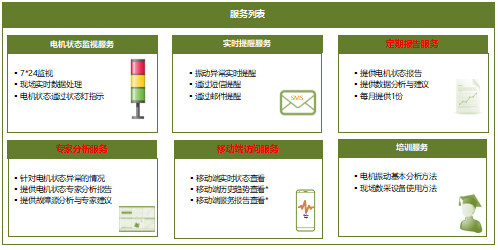 服务列表
电机状态监视服务
7*24监视
现场实时数据处理
电机状态通过状态灯指示
实时提醒服务
振动异常实时提醒
通过短信提醒
通过邮件提醒
SMS
定期报告服务
提供电机状态报告
提供数据分析与建议
每月提供1份
专家分析服务
针对电机状态异常的情况
提供电机状态专家分析报告
提供故障源分析与专家建议
移动端访问服务
移动端实时状态查看
移动端历史趋势查看*
移动端服务报告查看*
培训服务
电机振动基本分析方法
现场数采设备使用方法